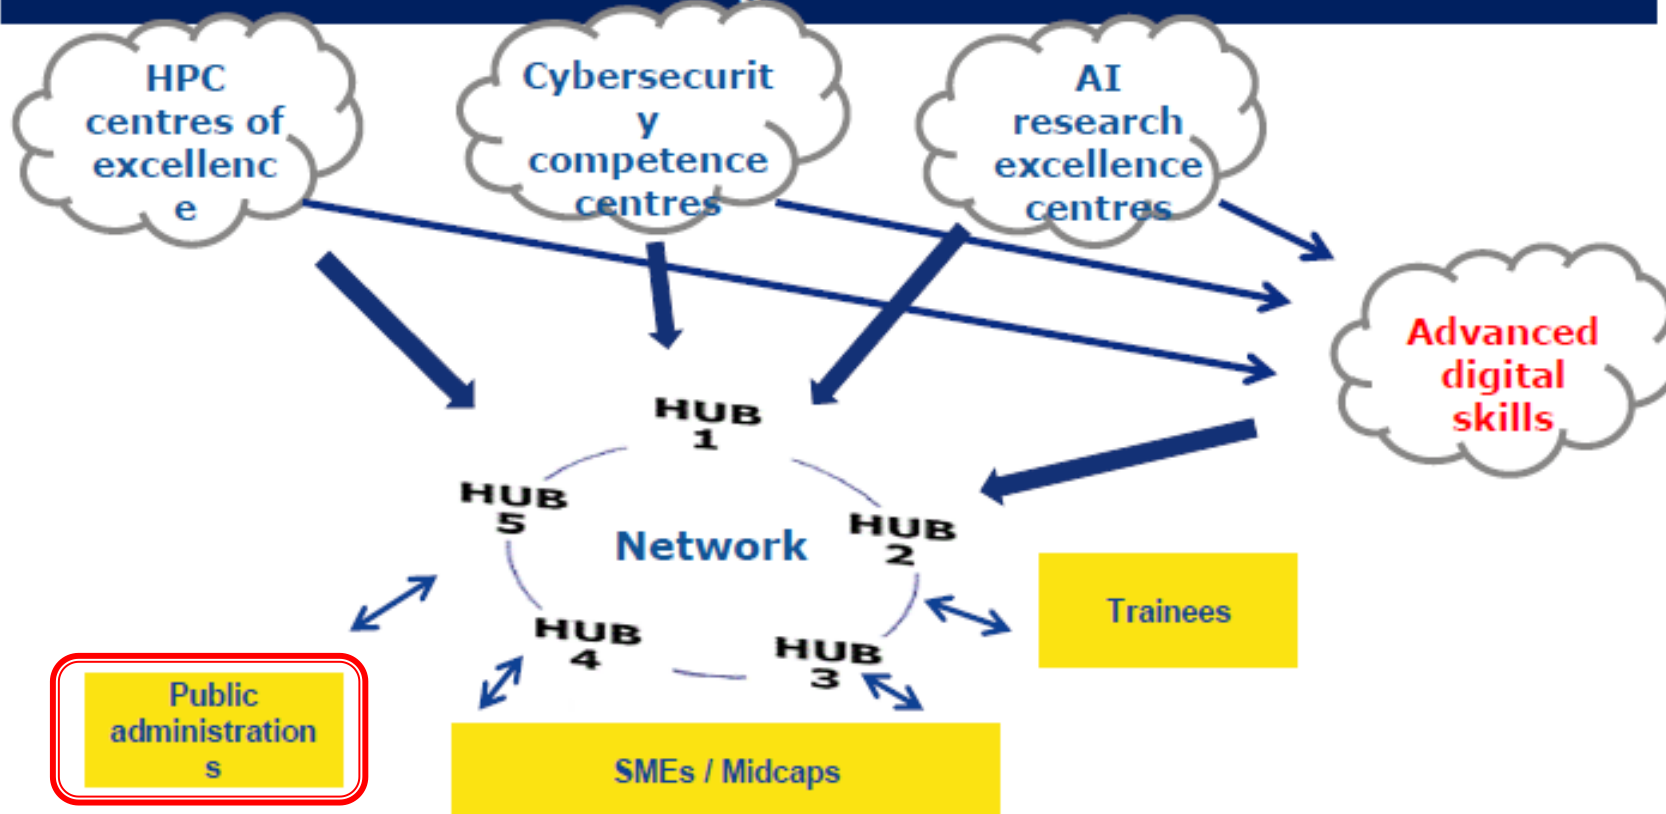 HPC
centres of
excellenc
e
Cybersecurit
y
competence
centres
AI
research
excellence
centres
Advanced
digital
skills
HUB
1
HUB
5
Network
HUB
2
HUB
4
HUB
3
Trainees
Public
administration
s
SMEs / Midcaps